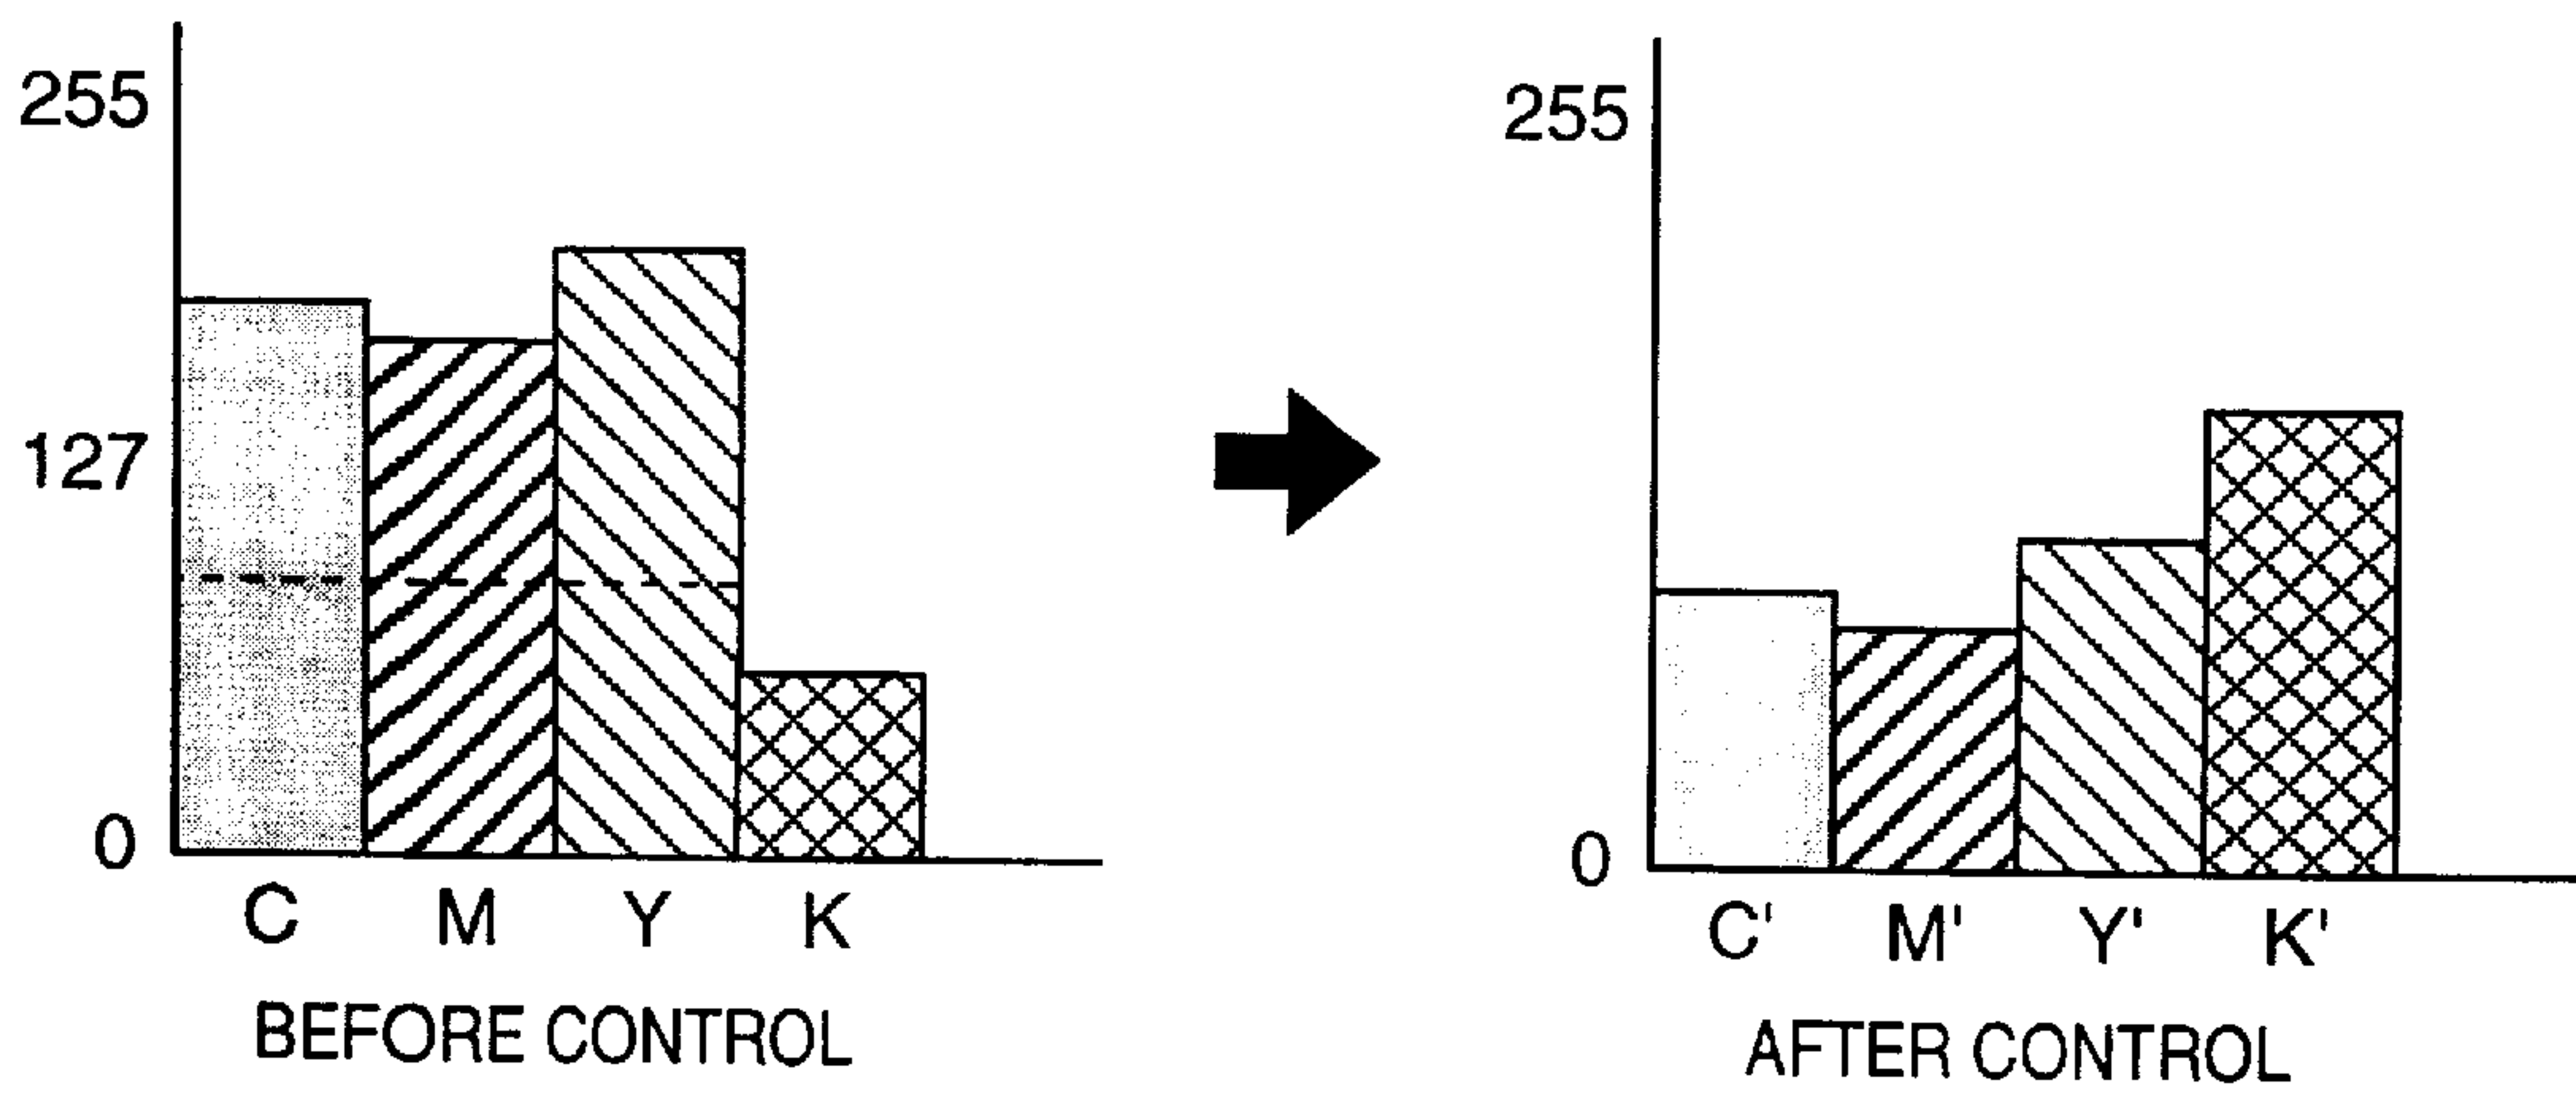 255
127
0
C M Y K
BEFORE CONTROL
255
0
C' M' Y' K'
AFTER CONTROL